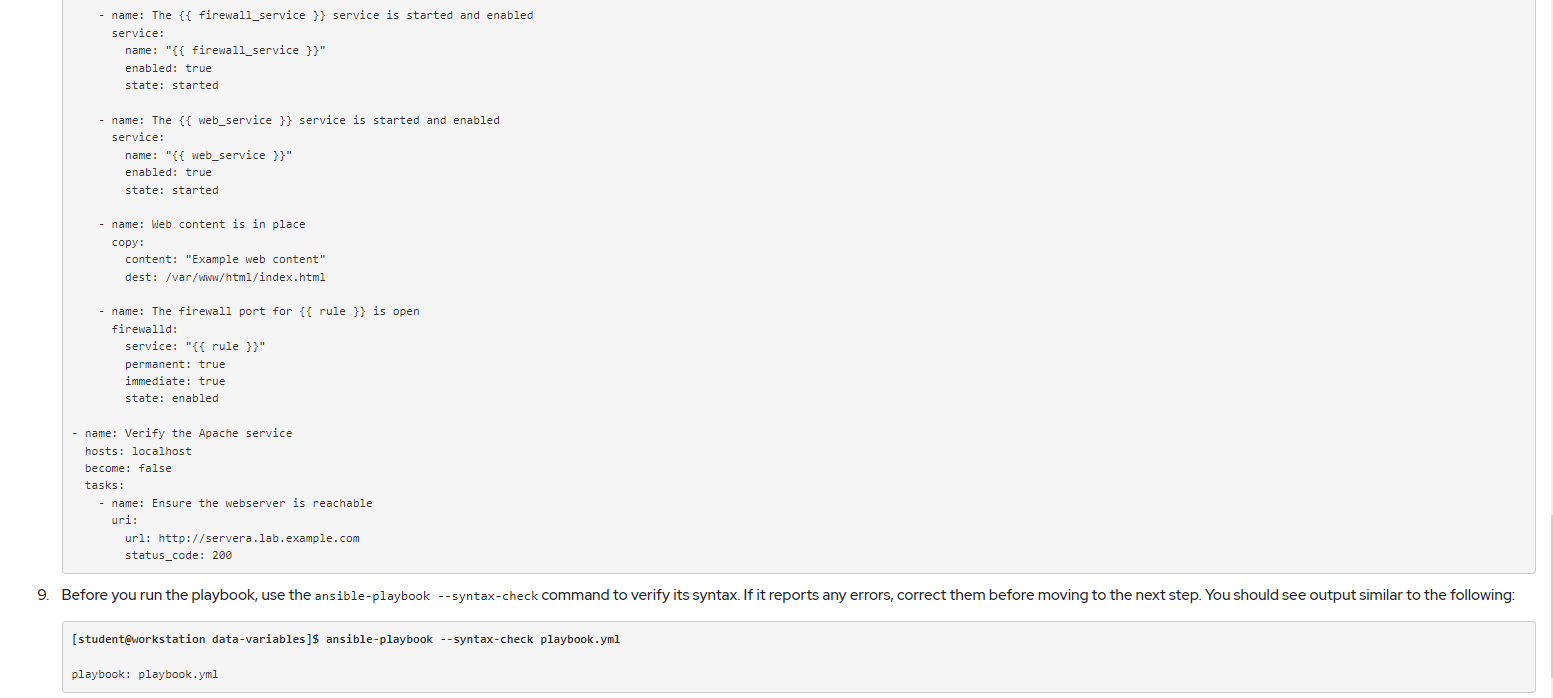 - name: The {{ firewall_service }} service is started and enabled
      service:
        name: "{{ firewall_service }}"
        enabled: true
        state: started

    - name: The {{ web_service }} service is started and enabled
      service:
        name: "{{ web_service }}"
        enabled: true
        state: started

    - name: Web content is in place
      copy:
        content: "Example web content"
        dest: /var/www/html/index.html

    - name: The firewall port for {{ rule }} is open
      firewalld:
        service: "{{ rule }}"
        permanent: true
        immediate: true
        state: enabled

- name: Verify the Apache service
  hosts: localhost
  become: false
  tasks:
    - name: Ensure the webserver is reachable
      uri:
        url: http://servera.lab.example.com
        status_code: 200

9. Before you run the playbook, use the ansible-playbook --syntax-check command to verify its syntax. If it reports any errors, correct them before moving to the next step. You should see output similar to the following:

[student@workstation data-variables]$ ansible-playbook --syntax-check playbook.yml

playbook: playbook.yml